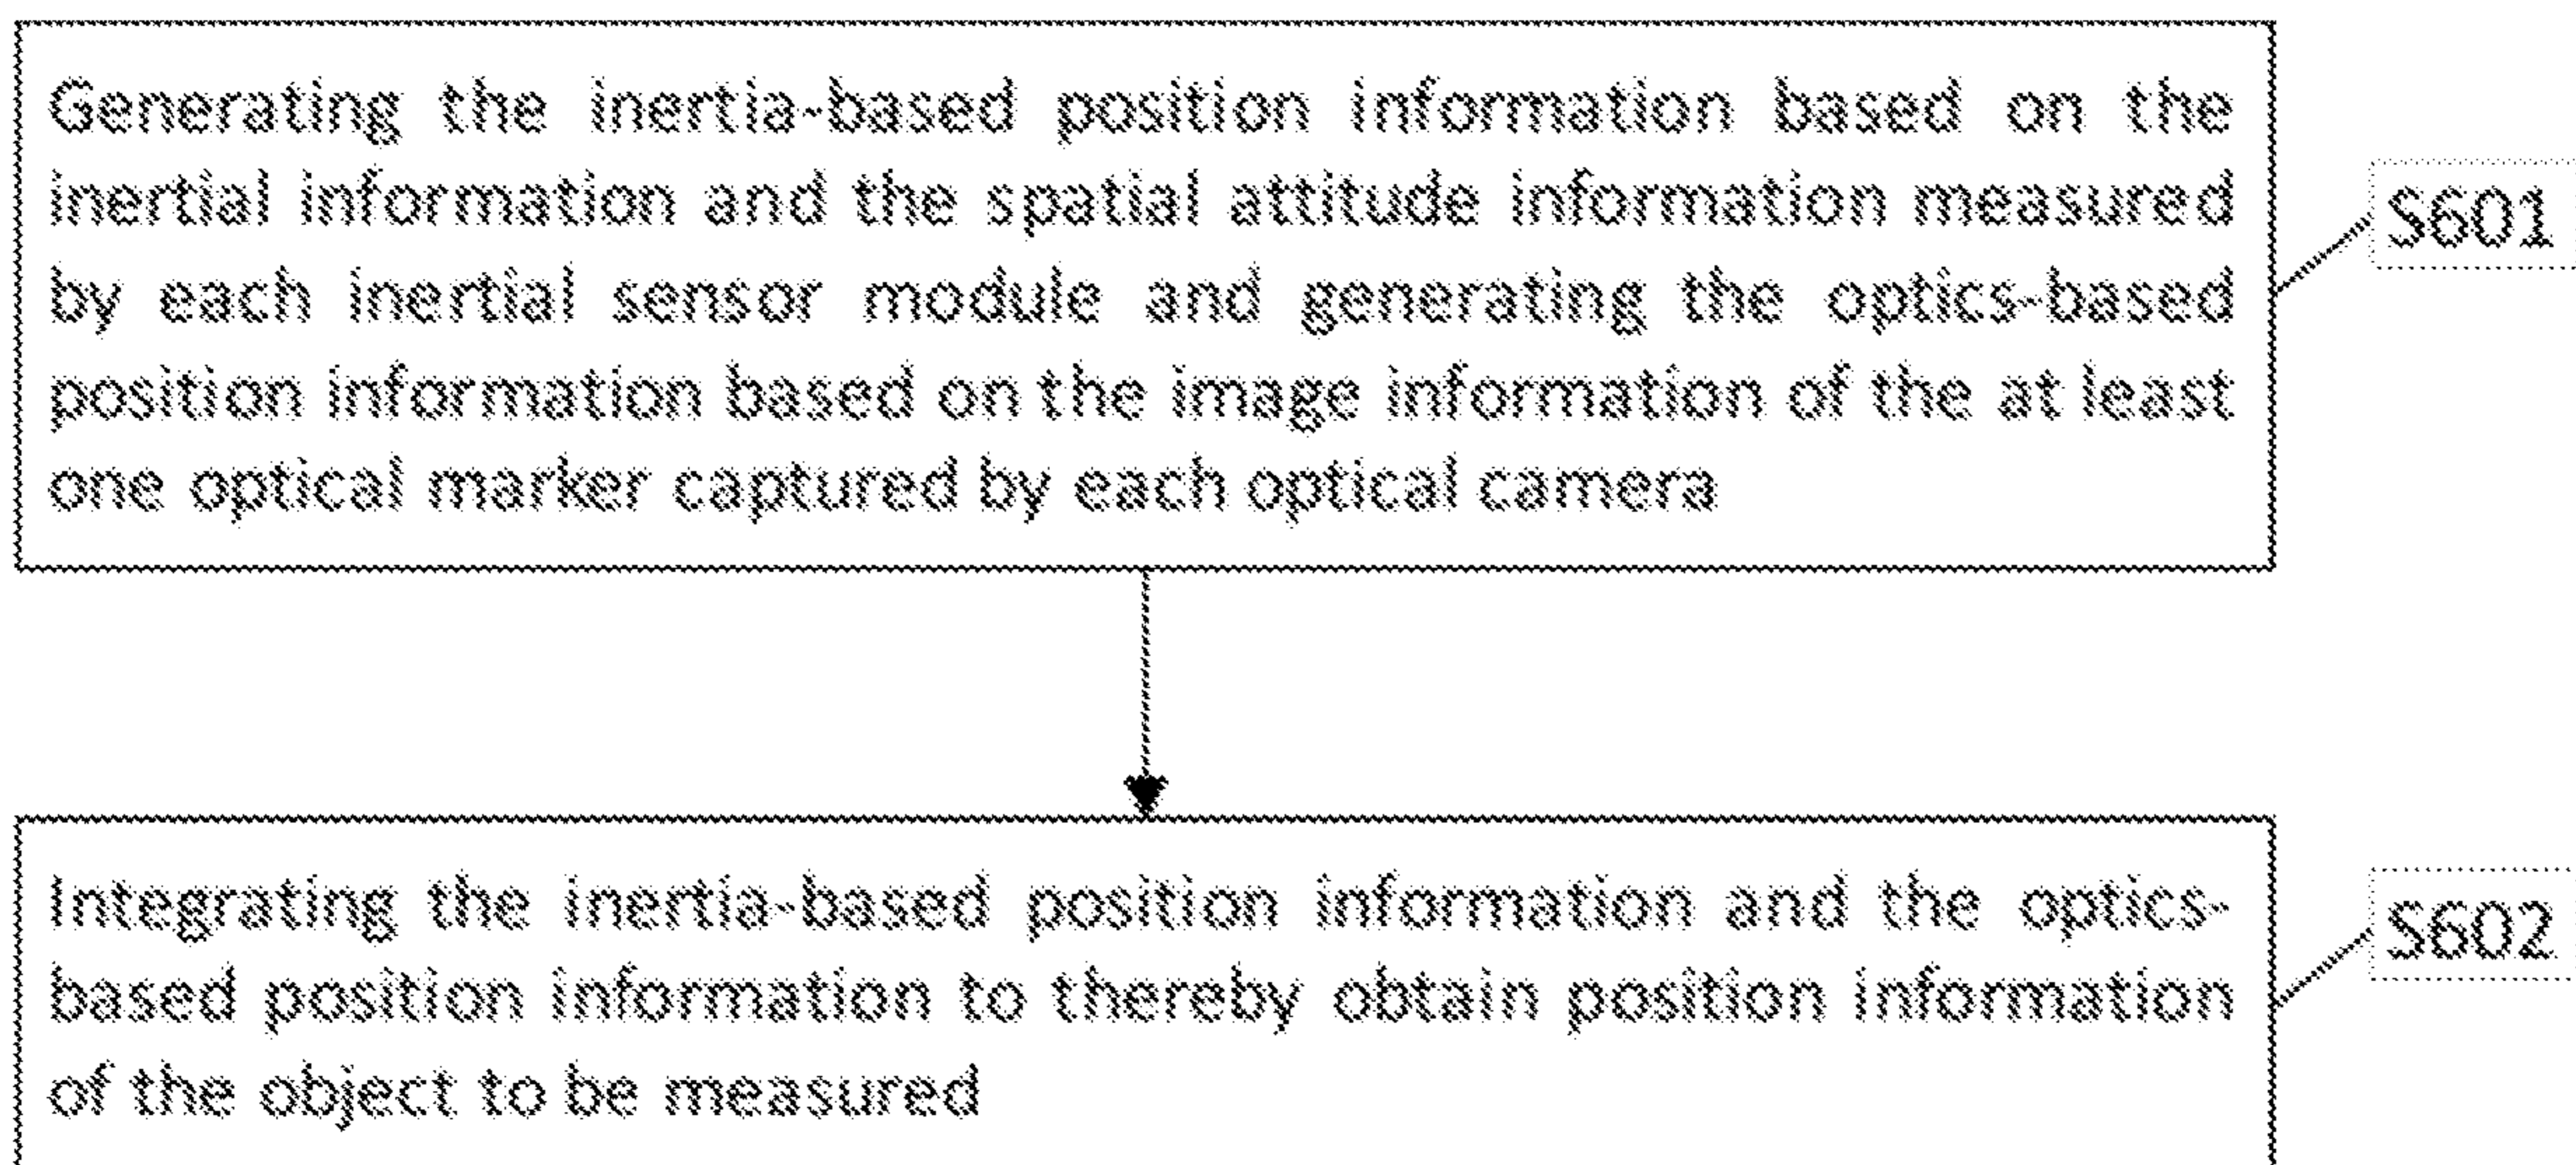 Generating the inertia-based position information based on the
inertial information and the spatial attitude information measured
by each inertial sensor module and generating the optics-based
position information based on the image information of the at least
one optical marker captured by each optical camera
S601
Integrating the inertia-based position information and the optics-
based position information to thereby obtain position information
of the object to be measured
S602